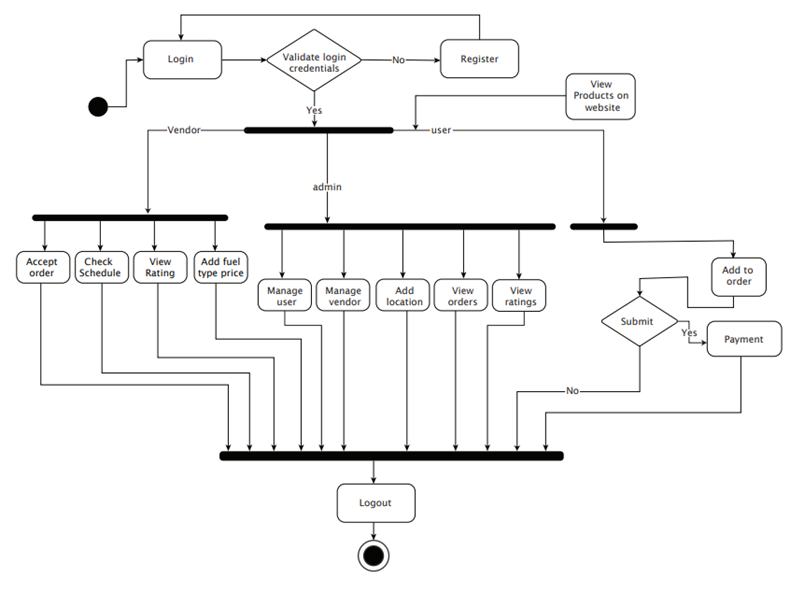 Login
Validate login
credentials
No
Register
Yes
View
Products on
website
Vendor
user
admin
Accept
order
Check
Schedule
View
Rating
Add fuel
type price
Manage
user
Manage
vendor
Add
location
View
orders
View
ratings
Add to
order
Submit
Yes
Payment
No
Logout